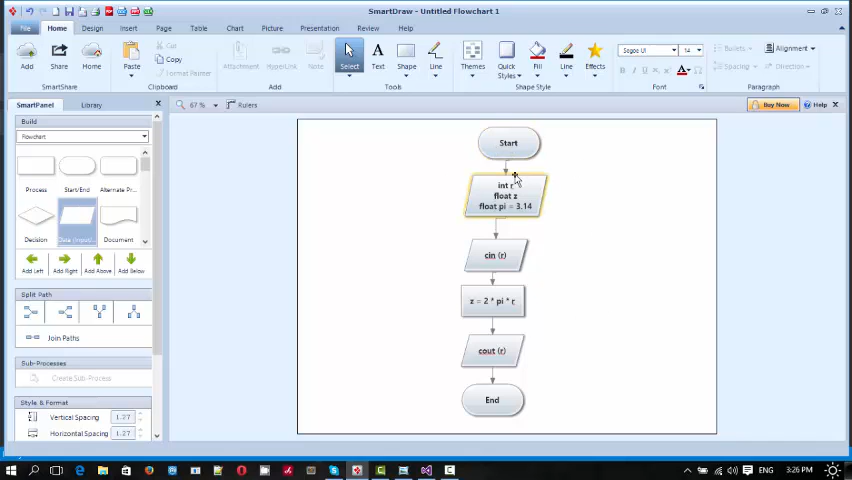 SmartDraw - Untitled Flowchart 1
File
Home
Design
Insert
Chart
Table
Page
Picture
Presentation
Review
Help
Add
Share
Home
SmartShare
Paste
Cut
Copy
Format Painter
Clipboard
Attachment
HyperLink
Note
Add
Select
Text
Shape
Line
Tools
Themes
Quick
Styles
Fill
Line
Effects
Shape Style
Segoe UI
14
B
I
U
A
Font
Bullets
Alignment
Spacing
Direction
Paragraph
SmartPanel
Library
67 %
Rulers
Buy Now
Help
Build
Flowchart
Process
Start/End
Alternate Pr
Decision
Data (Input/
Document
Add Left
Add Right
Add Above
Add Below
Split Path
Join Paths
Sub-Processes
Create Sub-Process
Style & Format
Vertical Spacing
1.27
Horizontal Spacing
1.27
Start
int r
float z
float pi = 3.14
cin (r)
z = 2 * pi * r
cout (r)
End
ENG
3:26 PM